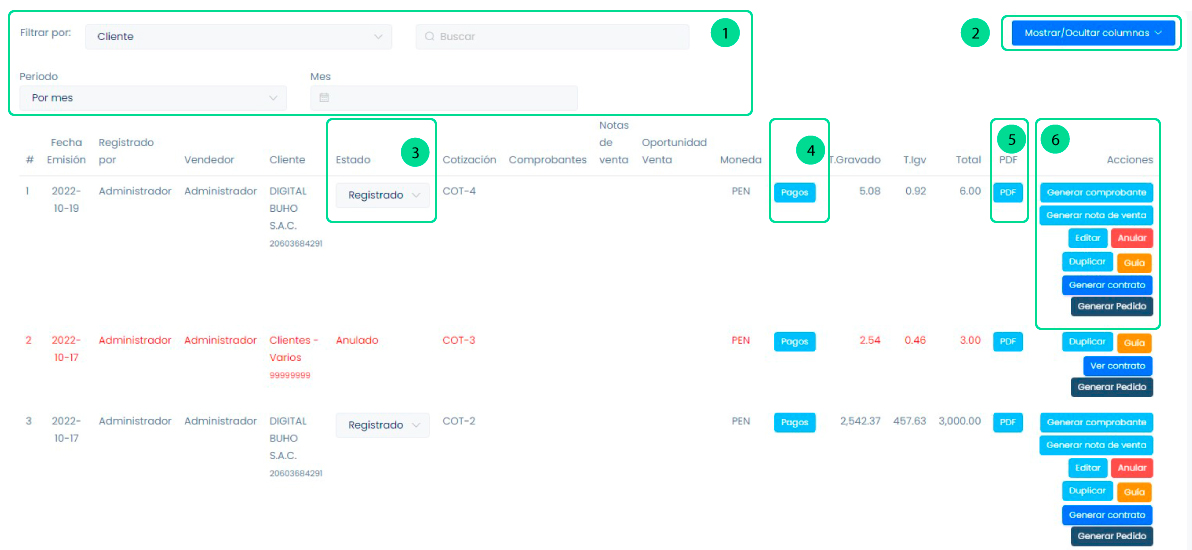 Filtrar por:
Cliente
Buscar
1
2
Mostrar/Ocultar columnas
Periodo
Mes
Por mes
#
Fecha
Emisión
Registrado
por
Vendedor
Cliente
Estado
3
Cotización
Comprobantes
Notas
de
venta
Oportunidad
Venta
Moneda
4
T.Gravado
T.Igv
Total
5
PDF
6
Acciones
1
2022-
10-19
Administrador
Administrador
DIGITAL
BUHO
S.A.C.
20603684291
Registrado
COT-4
PEN
Pagos
5.08
0.92
6.00
PDF
Generar comprobante
Generar nota de venta
Editar
Anular
Duplicar
Guía
Generar contrato
Generar Pedido
2
2022-
10-17
Administrador
Administrador
Clientes -
Varios
99999999
Anulado
COT-3
PEN
Pagos
2.54
0.46
3.00
PDF
Duplicar
Guía
Ver contrato
Generar Pedido
3
2022-
10-17
Administrador
Administrador
DIGITAL
BUHO
S.A.C.
20603684291
Registrado
COT-2
PEN
Pagos
2,542.37
457.63
3,000.00
PDF
Generar comprobante
Generar nota de venta
Editar
Anular
Duplicar
Guía
Generar contrato
Generar Pedido